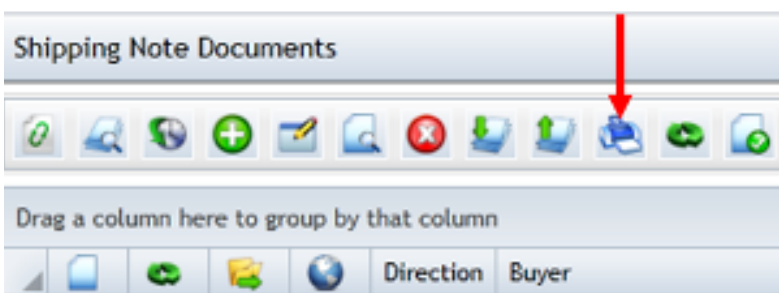 Shipping Note Documents
Drag a column here to group by that column
Direction Buyer